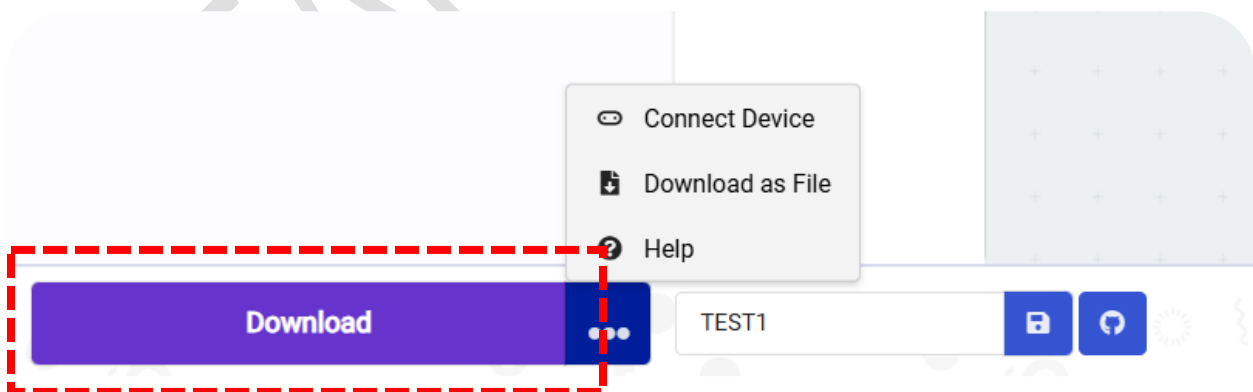 Connect Device
Download as File
Help
Download
TEST1